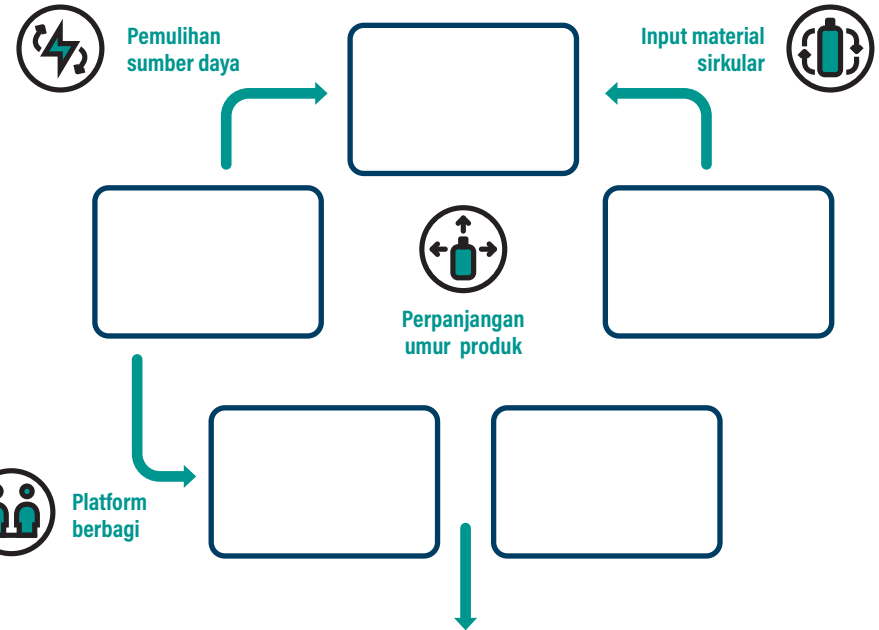 Pemulihan
sumber daya
Input material
sirkular
Perpanjangan
umur produk
Platform
berbagi